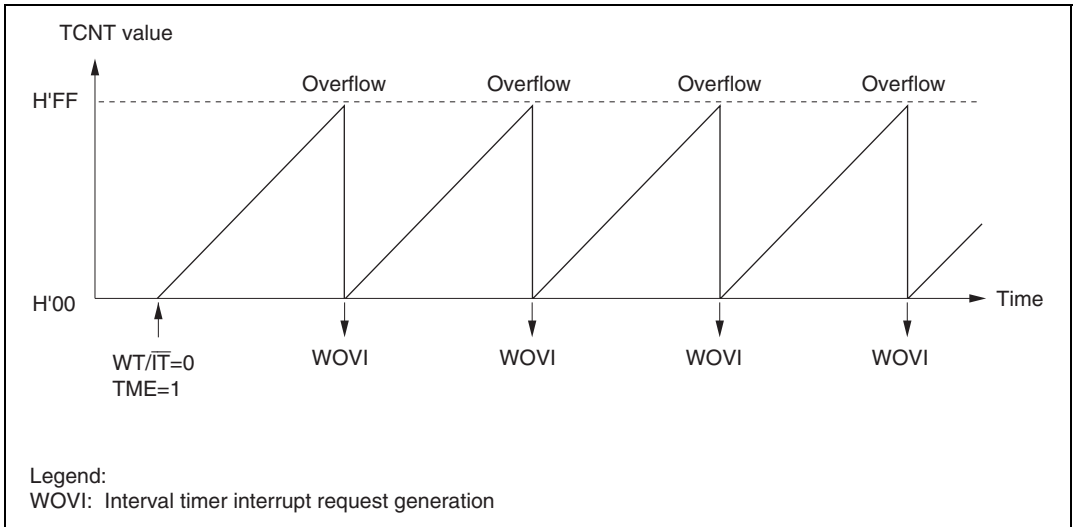 TCNT value
Overflow Overflow Overflow Overflow
H'FF
H'00
Time
WT/I̅T̅=0
TME=1
WOVI WOVI WOVI WOVI
Legend:
WOVI: Interval timer interrupt request generation